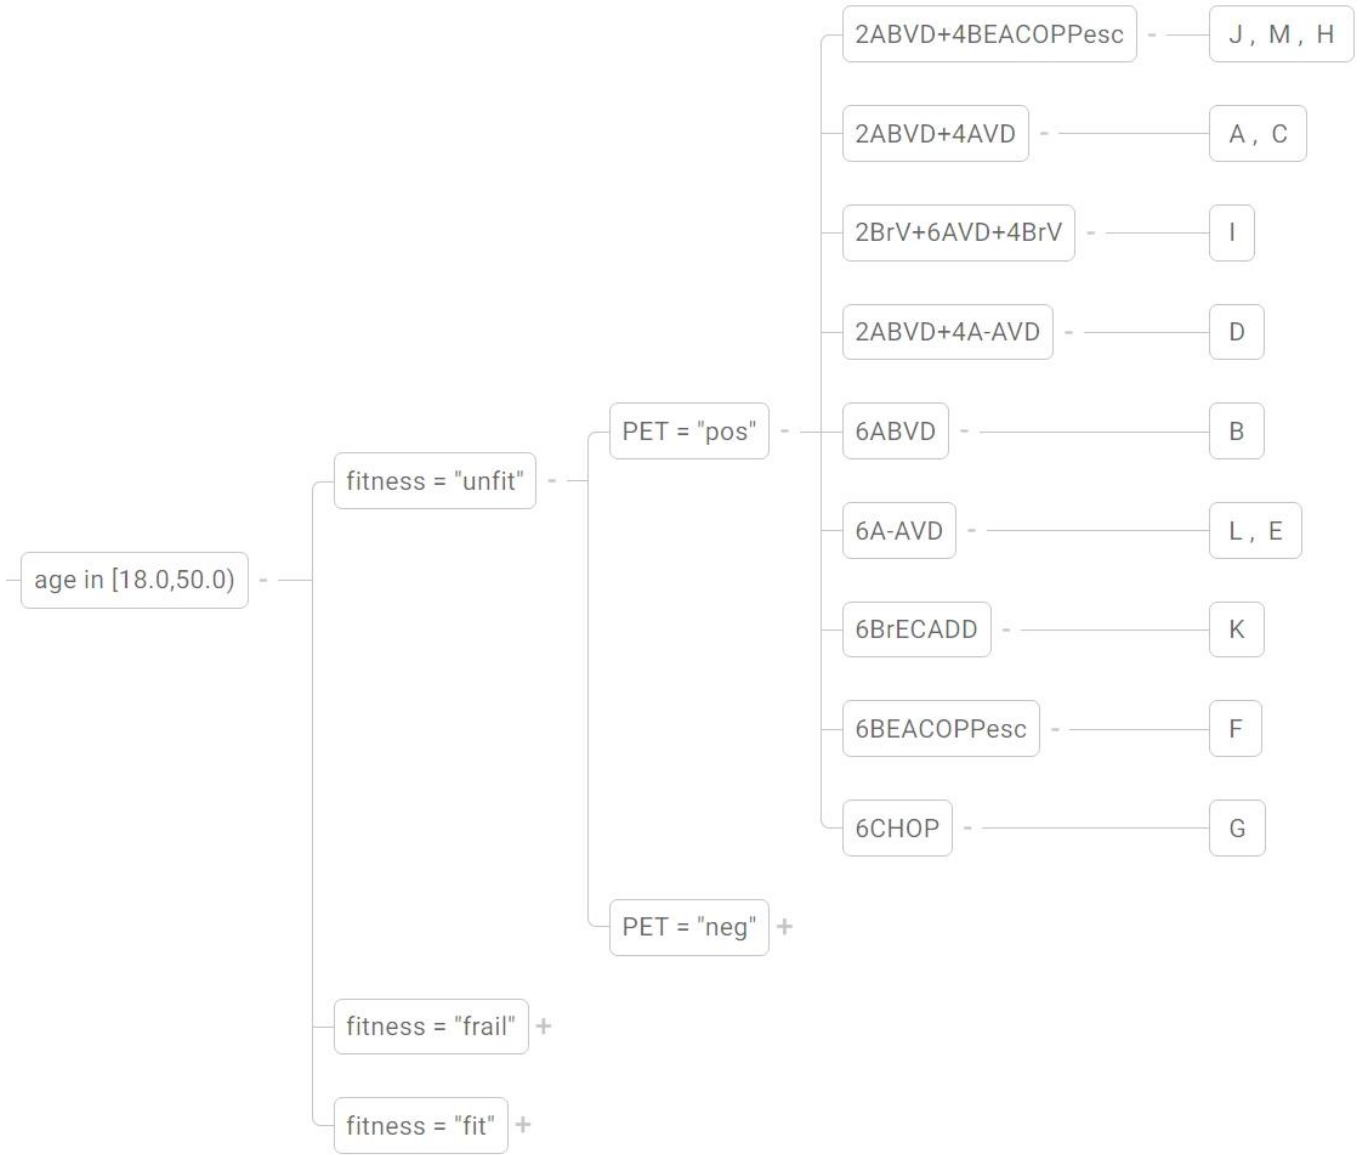 2ABVD+4BEACOPPesc - J , M , H
2ABVD+4AVD - A , C
2BrV+6AVD+4BrV - I
2ABVD+4A-AVD - D
PET = "pos" - 6ABVD - B
fitness = "unfit" -
6A-AVD - L , E
age in [18.0,50.0) -
6BrECADD - K
6BEACOPPesc - F
6CHOP - G
PET = "neg" +
fitness = "frail" +
fitness = "fit" +